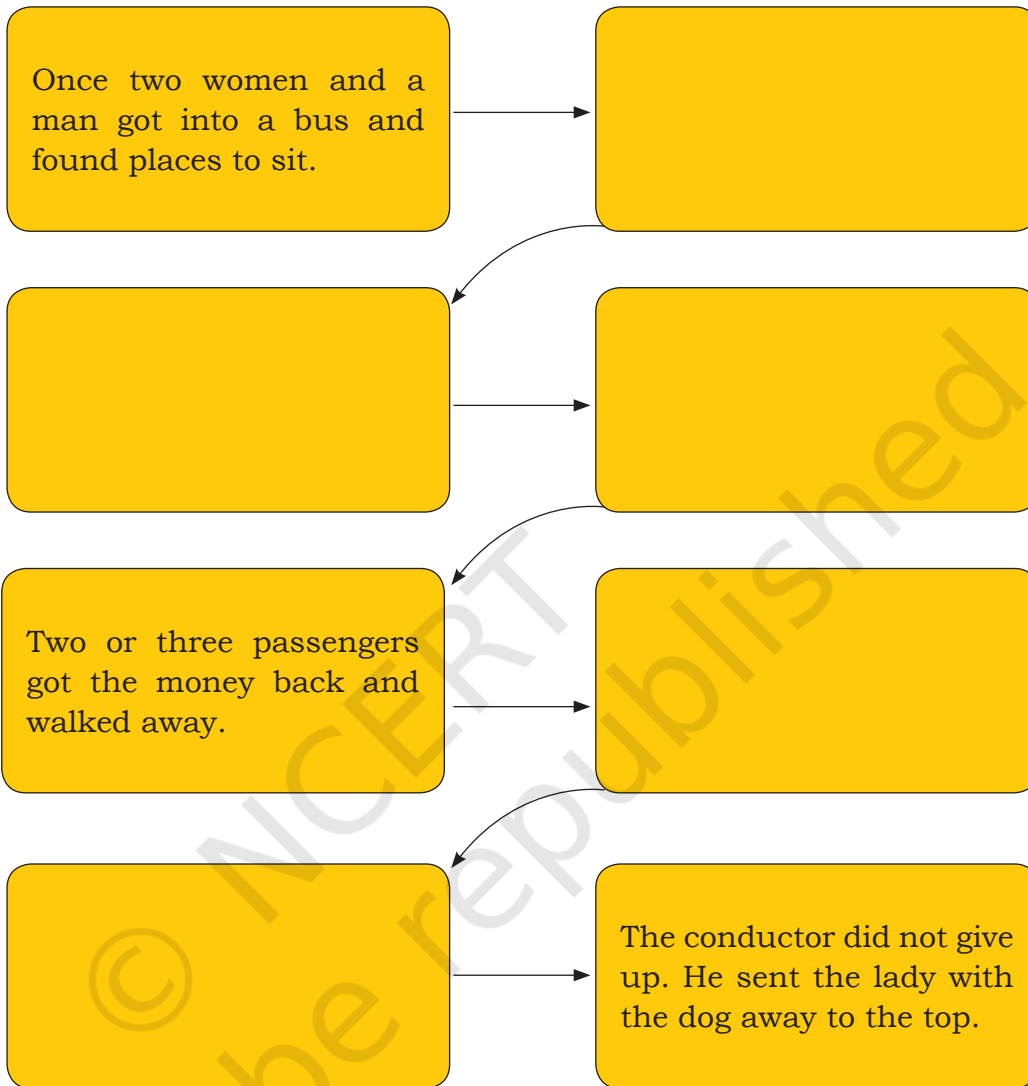 Once two women and a
man got into a bus and
found places to sit.
Two or three passengers
got the money back and
walked away.
The conductor did not give
up. He sent the lady with
the dog away to the top.
© NCERT
be republished